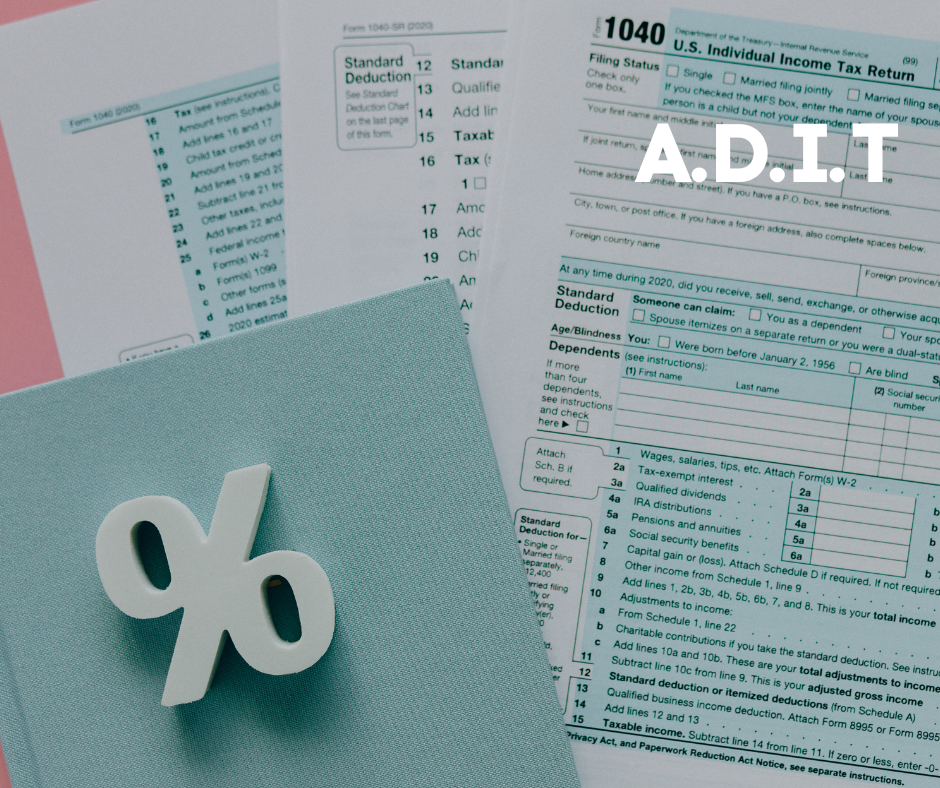 Form 1040 (2020)
16 Tax (see instructions). C
17 Amount from Schedul
18 Add lines 16 and 17
19 Child tax credit or cr
20 Amount from Sched
21 Add lines 19 and 20
22 Subtract line 21 fr
23 Other taxes, inclu
24 Add lines 22 and
25 Federal income
a Form(s) W-2
b Form(s) 1099
c Other forms (s
d Add lines 25a
26 2020 estimat
Form 1040-SR (2020)
Standard
Deduction
See Standard
Deduction Chart
on the last page
of this form.
12 Standar
13 Qualifie
14 Add lin
15 Taxab
16 Tax (s
1
17 Amo
18 Add
19 Chi
An
Ad
S
Form 1040
Department of the Treasury—Internal Revenue Service
(99)
U.S. Individual Income Tax Return
Filing Status
Check only
one box.
Single Married filing jointly Married filing se
If you checked the MFS box, enter the name of your spous
person is a child but not your dependent
Your first name and middle initial
Last name
A.D.I.T
If joint return, s first name and middle initial
Last name
Home address (number and street). If you have a P.O. box, see instructions.
City, town, or post office. If you have a foreign address, also complete spaces below.
Foreign country name
Foreign province/s
At any time during 2020, did you receive, sell, send, exchange, or otherwise acqu
Standard
Deduction
Someone can claim: You as a dependent Your spo
Spouse itemizes on a separate return or you were a dual-statu
Age/Blindness You: Were born before January 2, 1956 Are blind Sp
Dependents (see instructions):
If more
than four
dependents,
see instructions
and check
here ▶
(1) First name Last name
(2) Social securi
number
Attach
Sch. B if
required.
1 Wages, salaries, tips, etc. Attach Form(s) W-2
2a Tax-exempt interest 2a b
3a Qualified dividends 3a b
4a IRA distributions 4a b
5a Pensions and annuities 5a b
6a Social security benefits 6a b
7 Capital gain or (loss). Attach Schedule D if required. If not required
8 Other income from Schedule 1, line 9
9 Add lines 1, 2b, 3b, 4b, 5b, 6b, 7, and 8. This is your total income
10 Adjustments to income:
a From Schedule 1, line 22
b Charitable contributions if you take the standard deduction. See instru
c Add lines 10a and 10b. These are your total adjustments to income
11 Subtract line 10c from line 9. This is your adjusted gross income
12 Standard deduction or itemized deductions (from Schedule A)
13 Qualified business income deduction. Attach Form 8995 or Form 8995
14 Add lines 12 and 13
15 Taxable income. Subtract line 14 from line 11. If zero or less, enter -0-
Standard
Deduction for—
• Single or
Married filing
separately,
12,400
Privacy Act, and Paperwork Reduction Act Notice, see separate instructions.
%